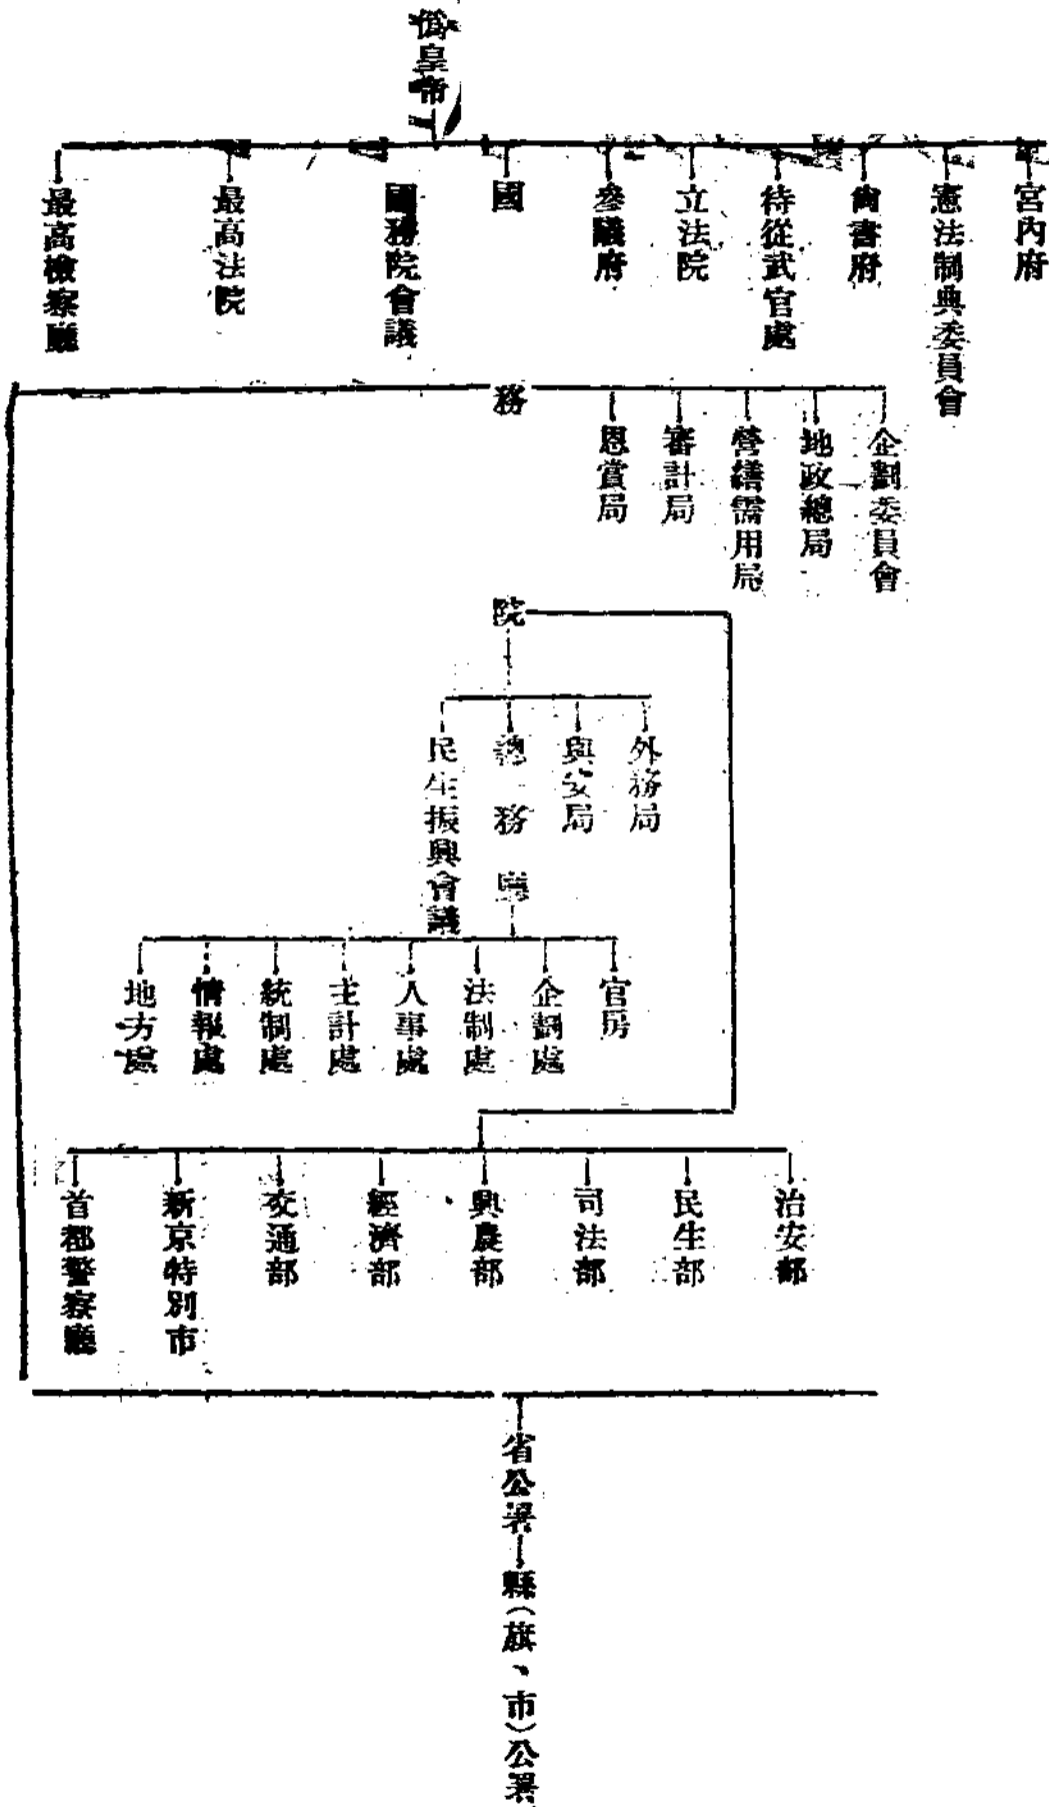 僞皇帝
宮內府
憲法制典委員會
尙書府
待從武官處
立法院
參議府
國務院
國務院會議
最高法院
最高檢察廳
企劃委員會
地政總局
營繕需用局
審計局
恩賞局
外務局
興安局
總務廳
民生振興會議
官房
企劃處
法制處
人事處
主計處
統制處
情報處
地方處
治安部
民生部
司法部
興農部
經濟部
交通部
新京特別市
首都警察廳
省公署—縣(旗、市)公署